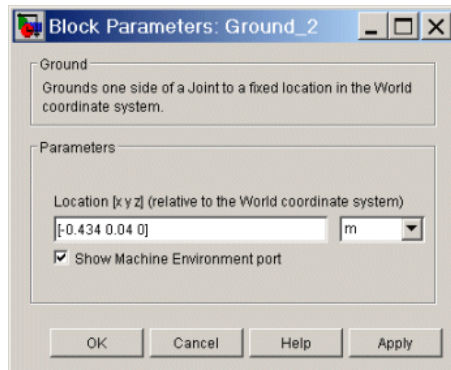 Block Parameters: Ground_2
Ground
Grounds one side of a Joint to a fixed location in the World
coordinate system.
Parameters
Location [x y z] (relative to the World coordinate system)
[-0.434 0.04 0] m
Show Machine Environment port
OK Cancel Help Apply